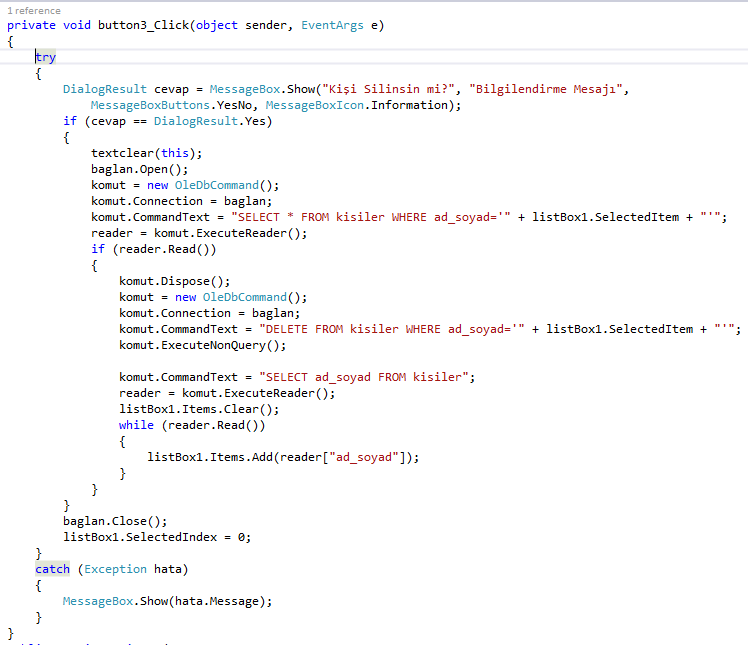 1 reference
private void button3_Click(object sender, EventArgs e)
{
try
{
DialogResult cevap = MessageBox.Show("Kişi Silinsin mi?", "Bilgilendirme Mesajı",
MessageBoxButtons.YesNo, MessageBoxIcon.Information);
if (cevap == DialogResult.Yes)
{
textclear(this);
baglan.Open();
komut = new OleDbCommand();
komut.Connection = baglan;
komut.CommandText = "SELECT * FROM kisiler WHERE ad_soyad='" + listBox1.SelectedItem + "'";
reader = komut.ExecuteReader();
if (reader.Read())
{
komut.Dispose();
komut = new OleDbCommand();
komut.Connection = baglan;
komut.CommandText = "DELETE FROM kisiler WHERE ad_soyad='" + listBox1.SelectedItem + "'";
komut.ExecuteNonQuery();
komut.CommandText = "SELECT ad_soyad FROM kisiler";
reader = komut.ExecuteReader();
listBox1.Items.Clear();
while (reader.Read())
{
listBox1.Items.Add(reader["ad_soyad"]);
}
}
}
baglan.Close();
listBox1.SelectedIndex = 0;
}
catch (Exception hata)
{
MessageBox.Show(hata.Message);
}
}